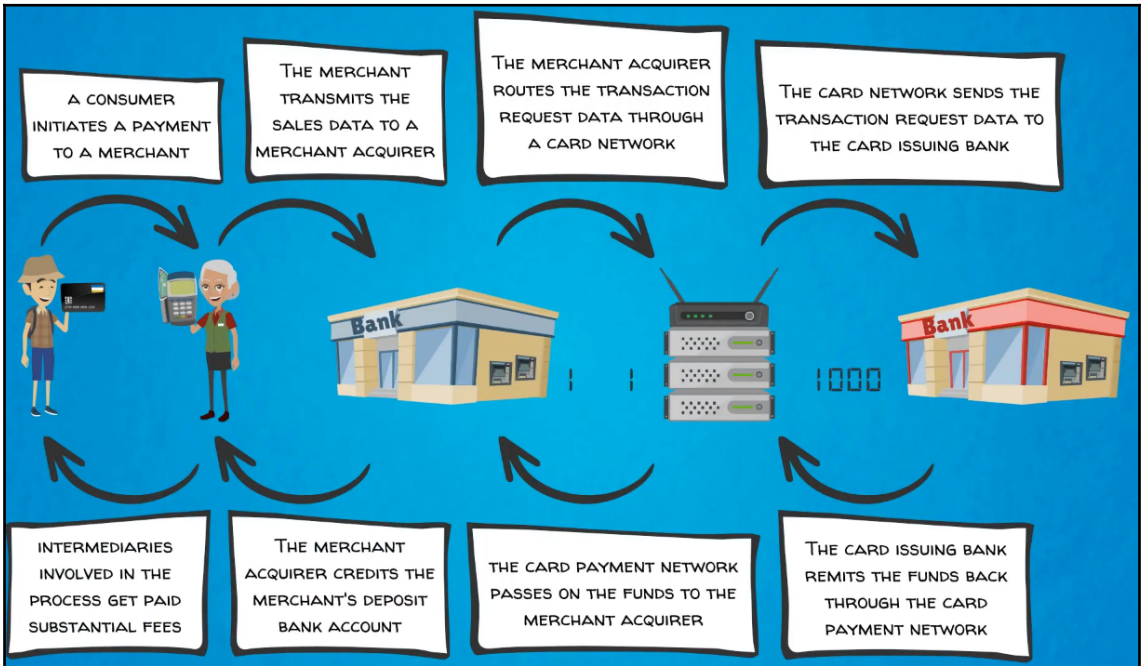 A CONSUMER
INITIATES A PAYMENT
TO A MERCHANT
THE MERCHANT
TRANSMITS THE
SALES DATA TO A
MERCHANT ACQUIRER
THE MERCHANT ACQUIRER
ROUTES THE TRANSACTION
REQUEST DATA THROUGH
A CARD NETWORK
THE CARD NETWORK SENDS THE
TRANSACTION REQUEST DATA TO
THE CARD ISSUING BANK
Bank
Bank
1 1
1000
INTERMEDIARIES
INVOLVED IN THE
PROCESS GET PAID
SUBSTANTIAL FEES
THE MERCHANT
ACQUIRER CREDITS THE
MERCHANT'S DEPOSIT
BANK ACCOUNT
THE CARD PAYMENT NETWORK
PASSES ON THE FUNDS TO THE
MERCHANT ACQUIRER
THE CARD ISSUING BANK
REMITS THE FUNDS BACK
THROUGH THE CARD
PAYMENT NETWORK